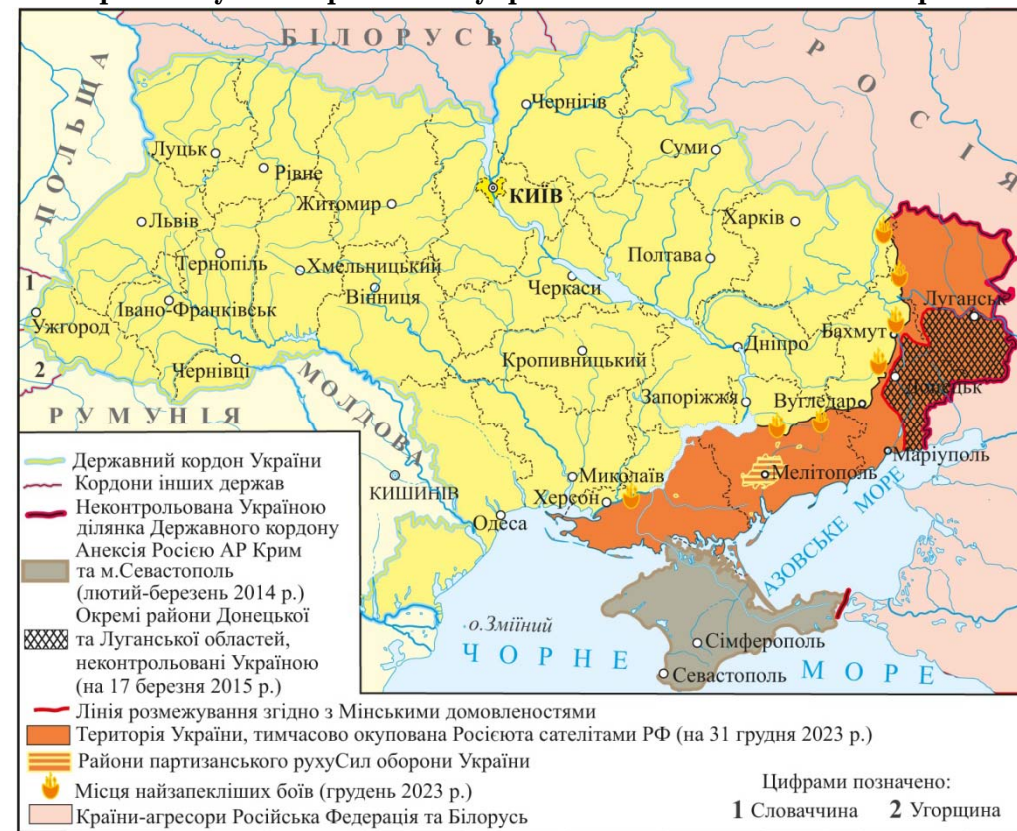 БІЛОРУСЬ
РОСІЯ
ПОЛЬЩА
Чернігів
Луцьк
Рівне
Суми
КИЇВ
Житомир
Львів
Харків
Тернопіль
Хмельницький
Полтава
1
Івано-Франківськ
Вінниця
Черкаси
Луганськ
Ужгород
Бахмут
2
Чернівці
Кропивницький
Дніпро
Донецьк
МОЛДОВА
Запоріжжя
Вугледар
РУМУНІЯ
Маріуполь
Миколаїв
Мелітополь
КИШИНІВ
Херсон
Одеса
АЗОВСЬКЕ МОРЕ
о.Зміїний
Сімферополь
ЧОРНЕ МОРЕ
Севастополь
Державний кордон України
Кордони інших держав
Неконтрольована Україною
ділянка Державного кордону
Анексія Росією АР Крим
та м.Севастополь
(лютий-березень 2014 р.)
Окремі райони Донецької
та Луганської областей,
неконтрольовані Україною
(на 17 березня 2015 р.)
Лінія розмежування згідно з Мінськими домовленостями
Територія України, тимчасово окупована Росієюта сателітами РФ (на 31 грудня 2023 р.)
Райони партизанського рухуСил оборони України
Місця найзапекліших боїв (грудень 2023 р.)
Країни-агресори Російська Федерація та Білорусь
Цифрами позначено:
1 Словаччина 2 Угорщина